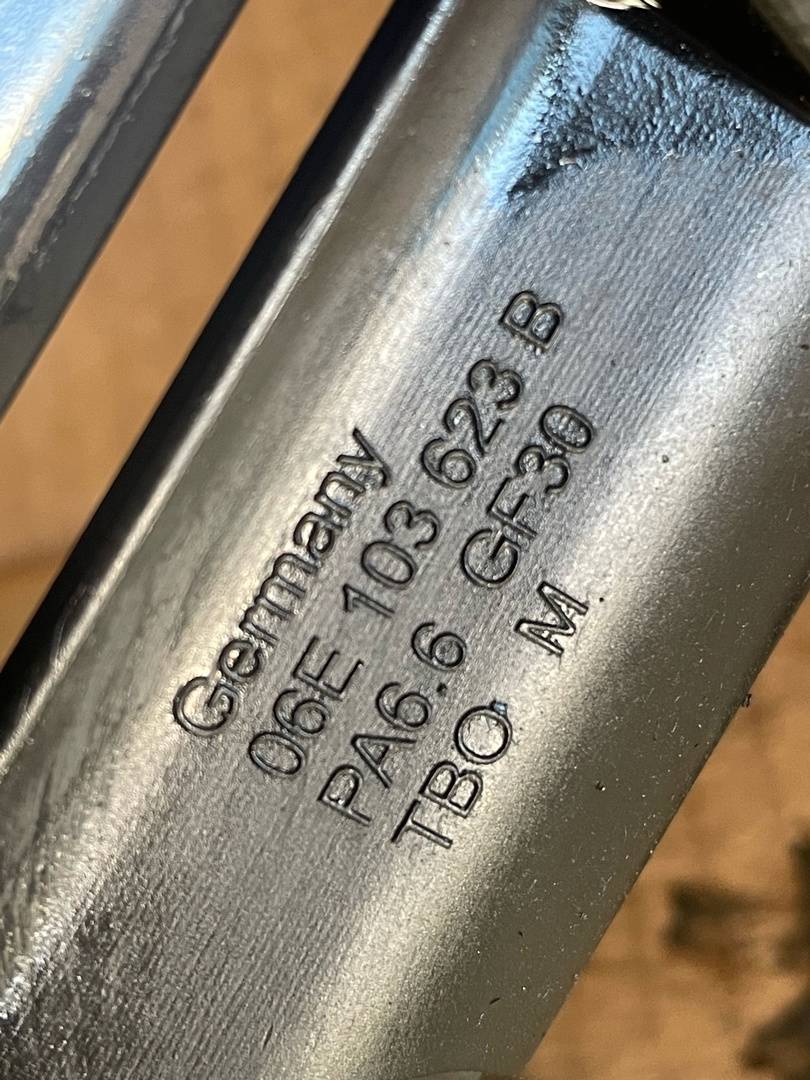 Germany
06E 103 623 B
PA6.6 GF30
TBO M